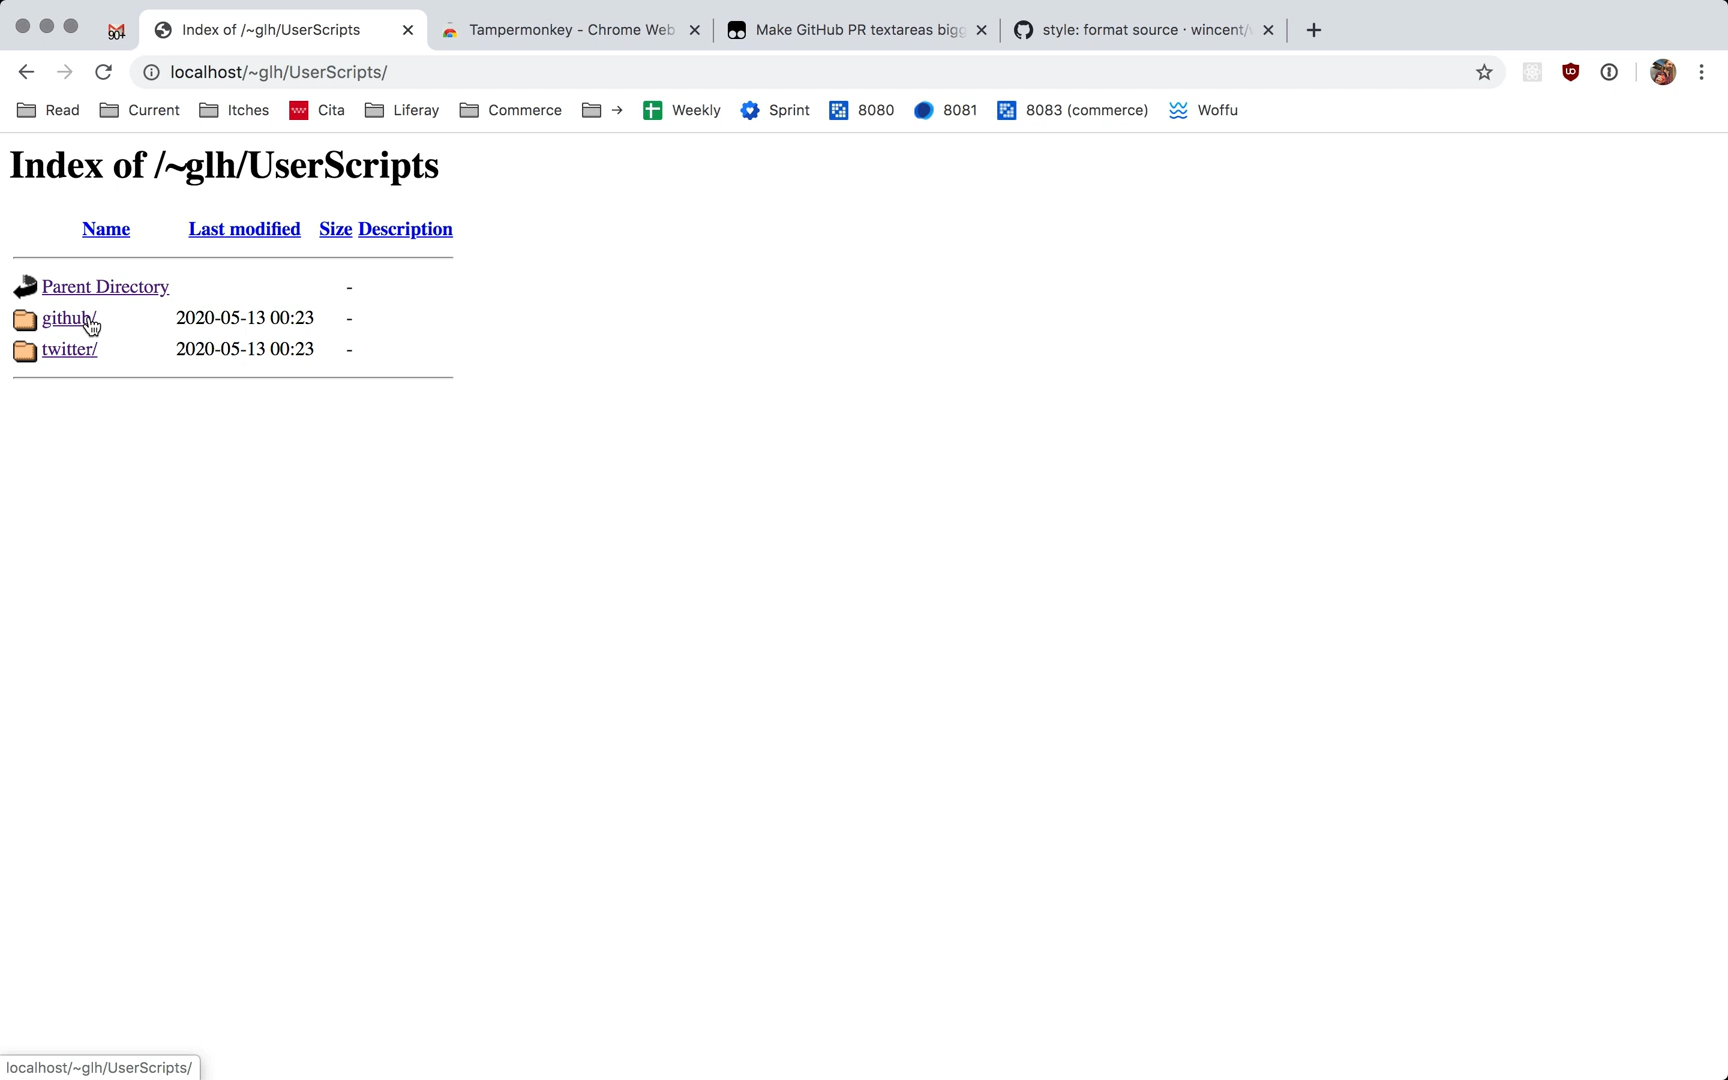 90+
Index of /~glh/UserScripts
Tampermonkey - Chrome Web
Make GitHub PR textareas bigg
style: format source · wincent/
localhost/~glh/UserScripts/
Read
Current
Itches
Cita
Liferay
Commerce
→
Weekly
Sprint
8080
8081
8083 (commerce)
Woffu
Index of /~glh/UserScripts
Name Last modified Size Description
Parent Directory -
github/ 2020-05-13 00:23 -
twitter/ 2020-05-13 00:23 -
localhost/~glh/UserScripts/